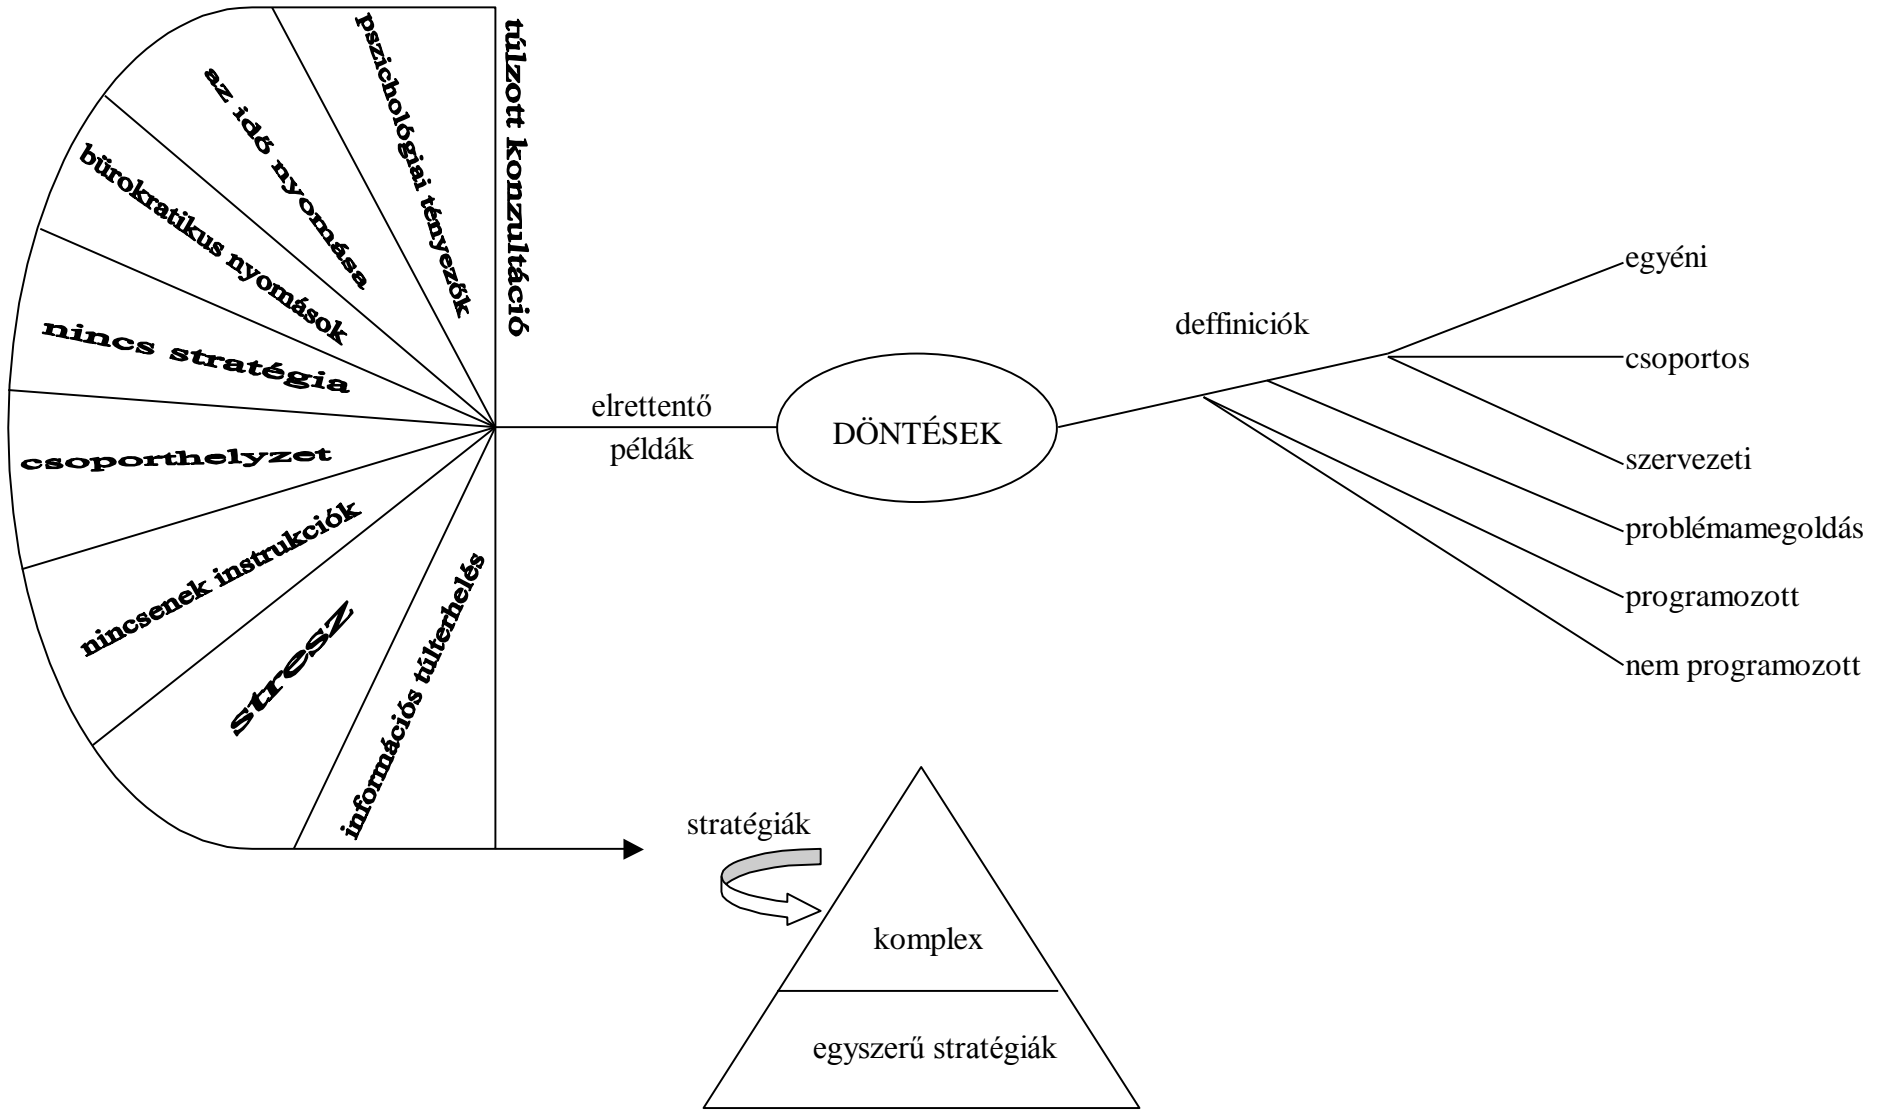 túlzott konzultáció
pszichológiai tényezők
az idő nyomása
bürokratikus nyomások
nincs stratégia
csoporthelyzet
nincsenek instrukciók
stresz
információs túlterhelés
elrettentő
példák
DÖNTÉSEK
deffiniciók
egyéni
csoportos
szervezeti
problémamegoldás
programozott
nem programozott
stratégiák
komplex
egyszerű stratégiák